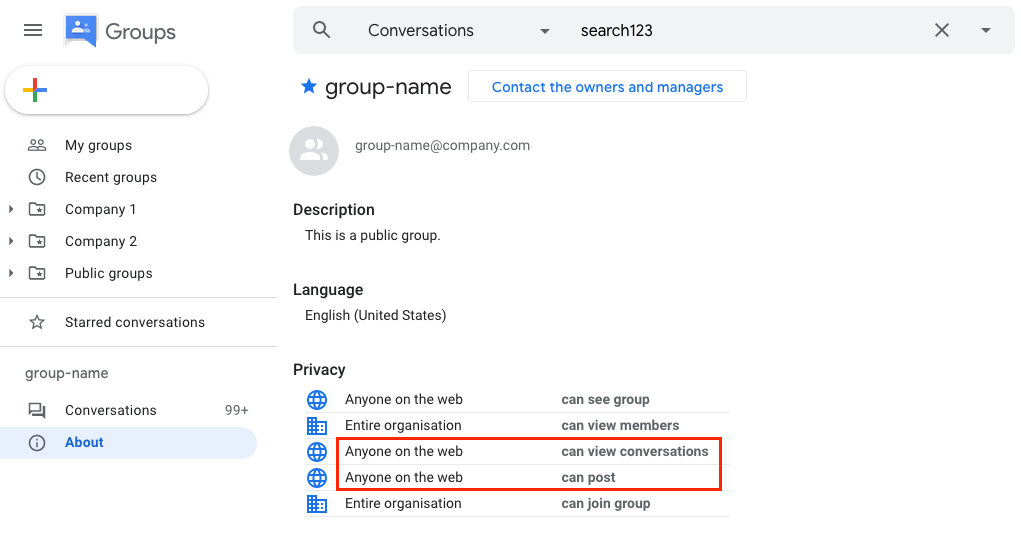 Groups
Conversations
search123
group-name
Contact the owners and managers
group-name@company.com
My groups
Recent groups
Company 1
Company 2
Public groups
Starred conversations
group-name
Conversations 99+
About
Description
This is a public group.
Language
English (United States)
Privacy
Anyone on the web can see group
Entire organisation can view members
Anyone on the web can view conversations
Anyone on the web can post
Entire organisation can join group